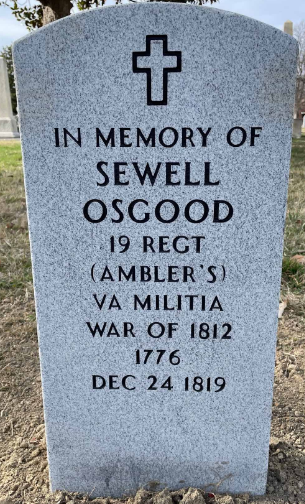 IN MEMORY OF
SEWELL
OSGOOD
19 REGT
(AMBLER'S)
VA MILITIA
WAR OF 1812
1776
DEC 24 1819